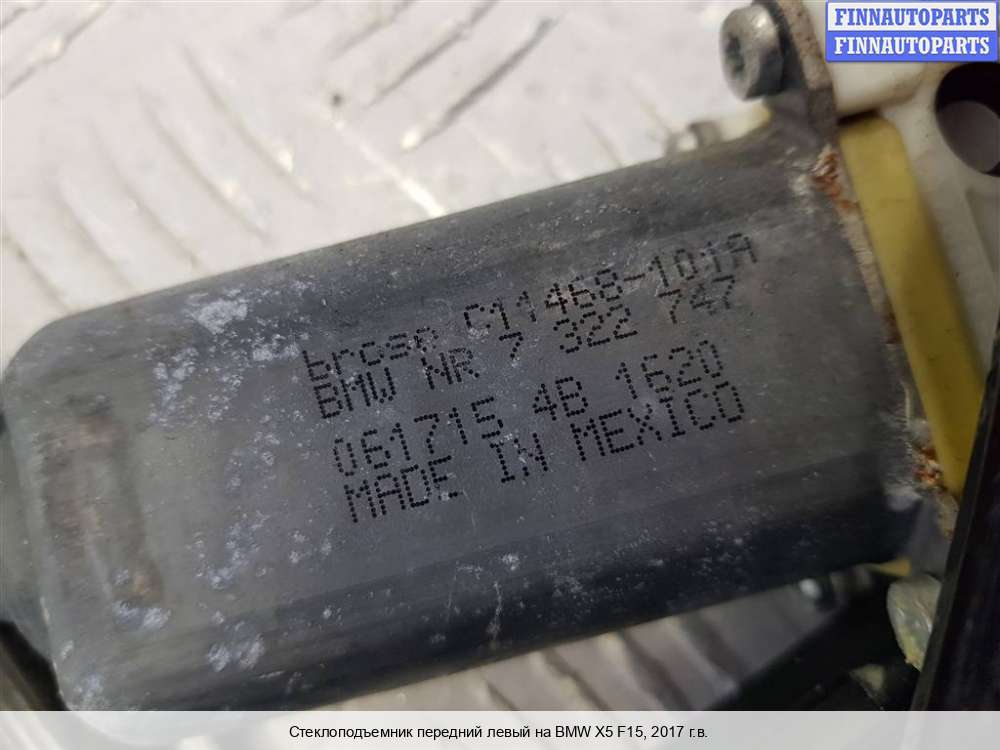 FINNAUTOPARTS
FINNAUTOPARTS
brose C11468-101A
BMW NR 7 322 747
061715 4B 1620
MADE IN MEXICO
Стеклоподъемник передний левый на BMW X5 F15, 2017 г.в.